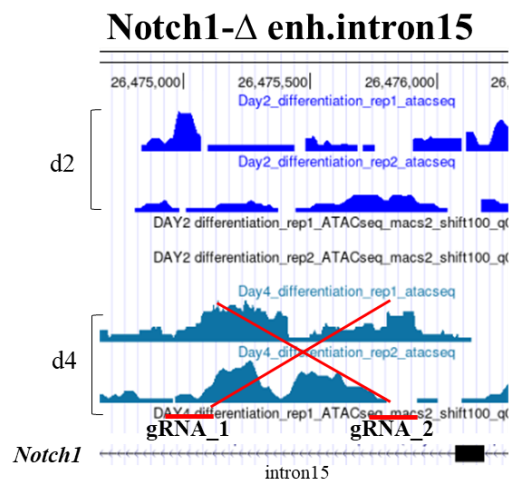 Notch1-Δ enh.intron15
26,475,000 26,475,500 26,476,000 26,
Day2_differentiation_rep1_atacseq
d2
Day2_differentiation_rep2_atacseq
DAY2 differentiation_rep1_ATACseq_macs2_shift100_q0
DAY2 differentiation_rep2_ATACseq_macs2_shift100_q0
Day4_differentiation_rep1_atacseq
d4
Day4_differentiation_rep2_atacseq
DAY4 differentiation_rep1_ATACseq_macs2_shift100_q0
gRNA_1 gRNA_2
Notch1
intron15